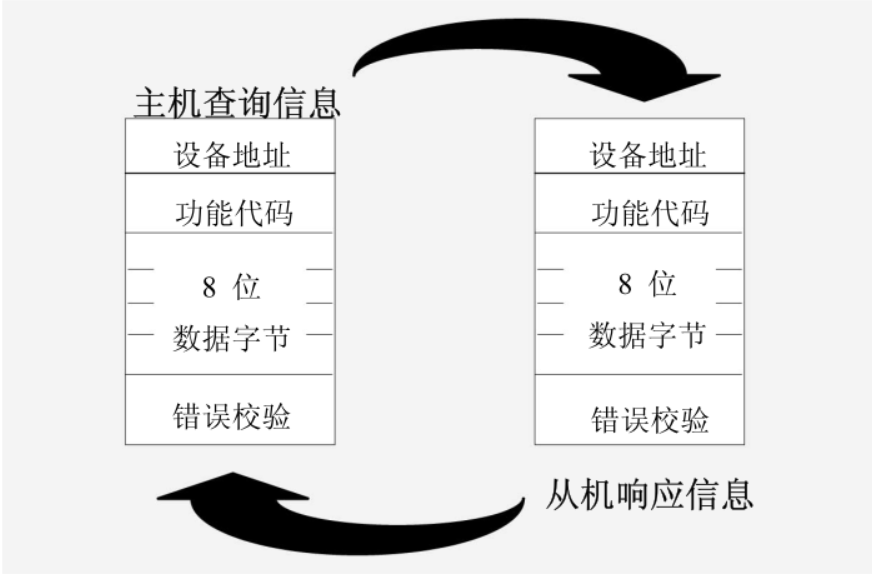 主机查询信息
设备地址
功能代码
8 位
数据字节
错误校验
设备地址
功能代码
8 位
数据字节
错误校验
从机响应信息